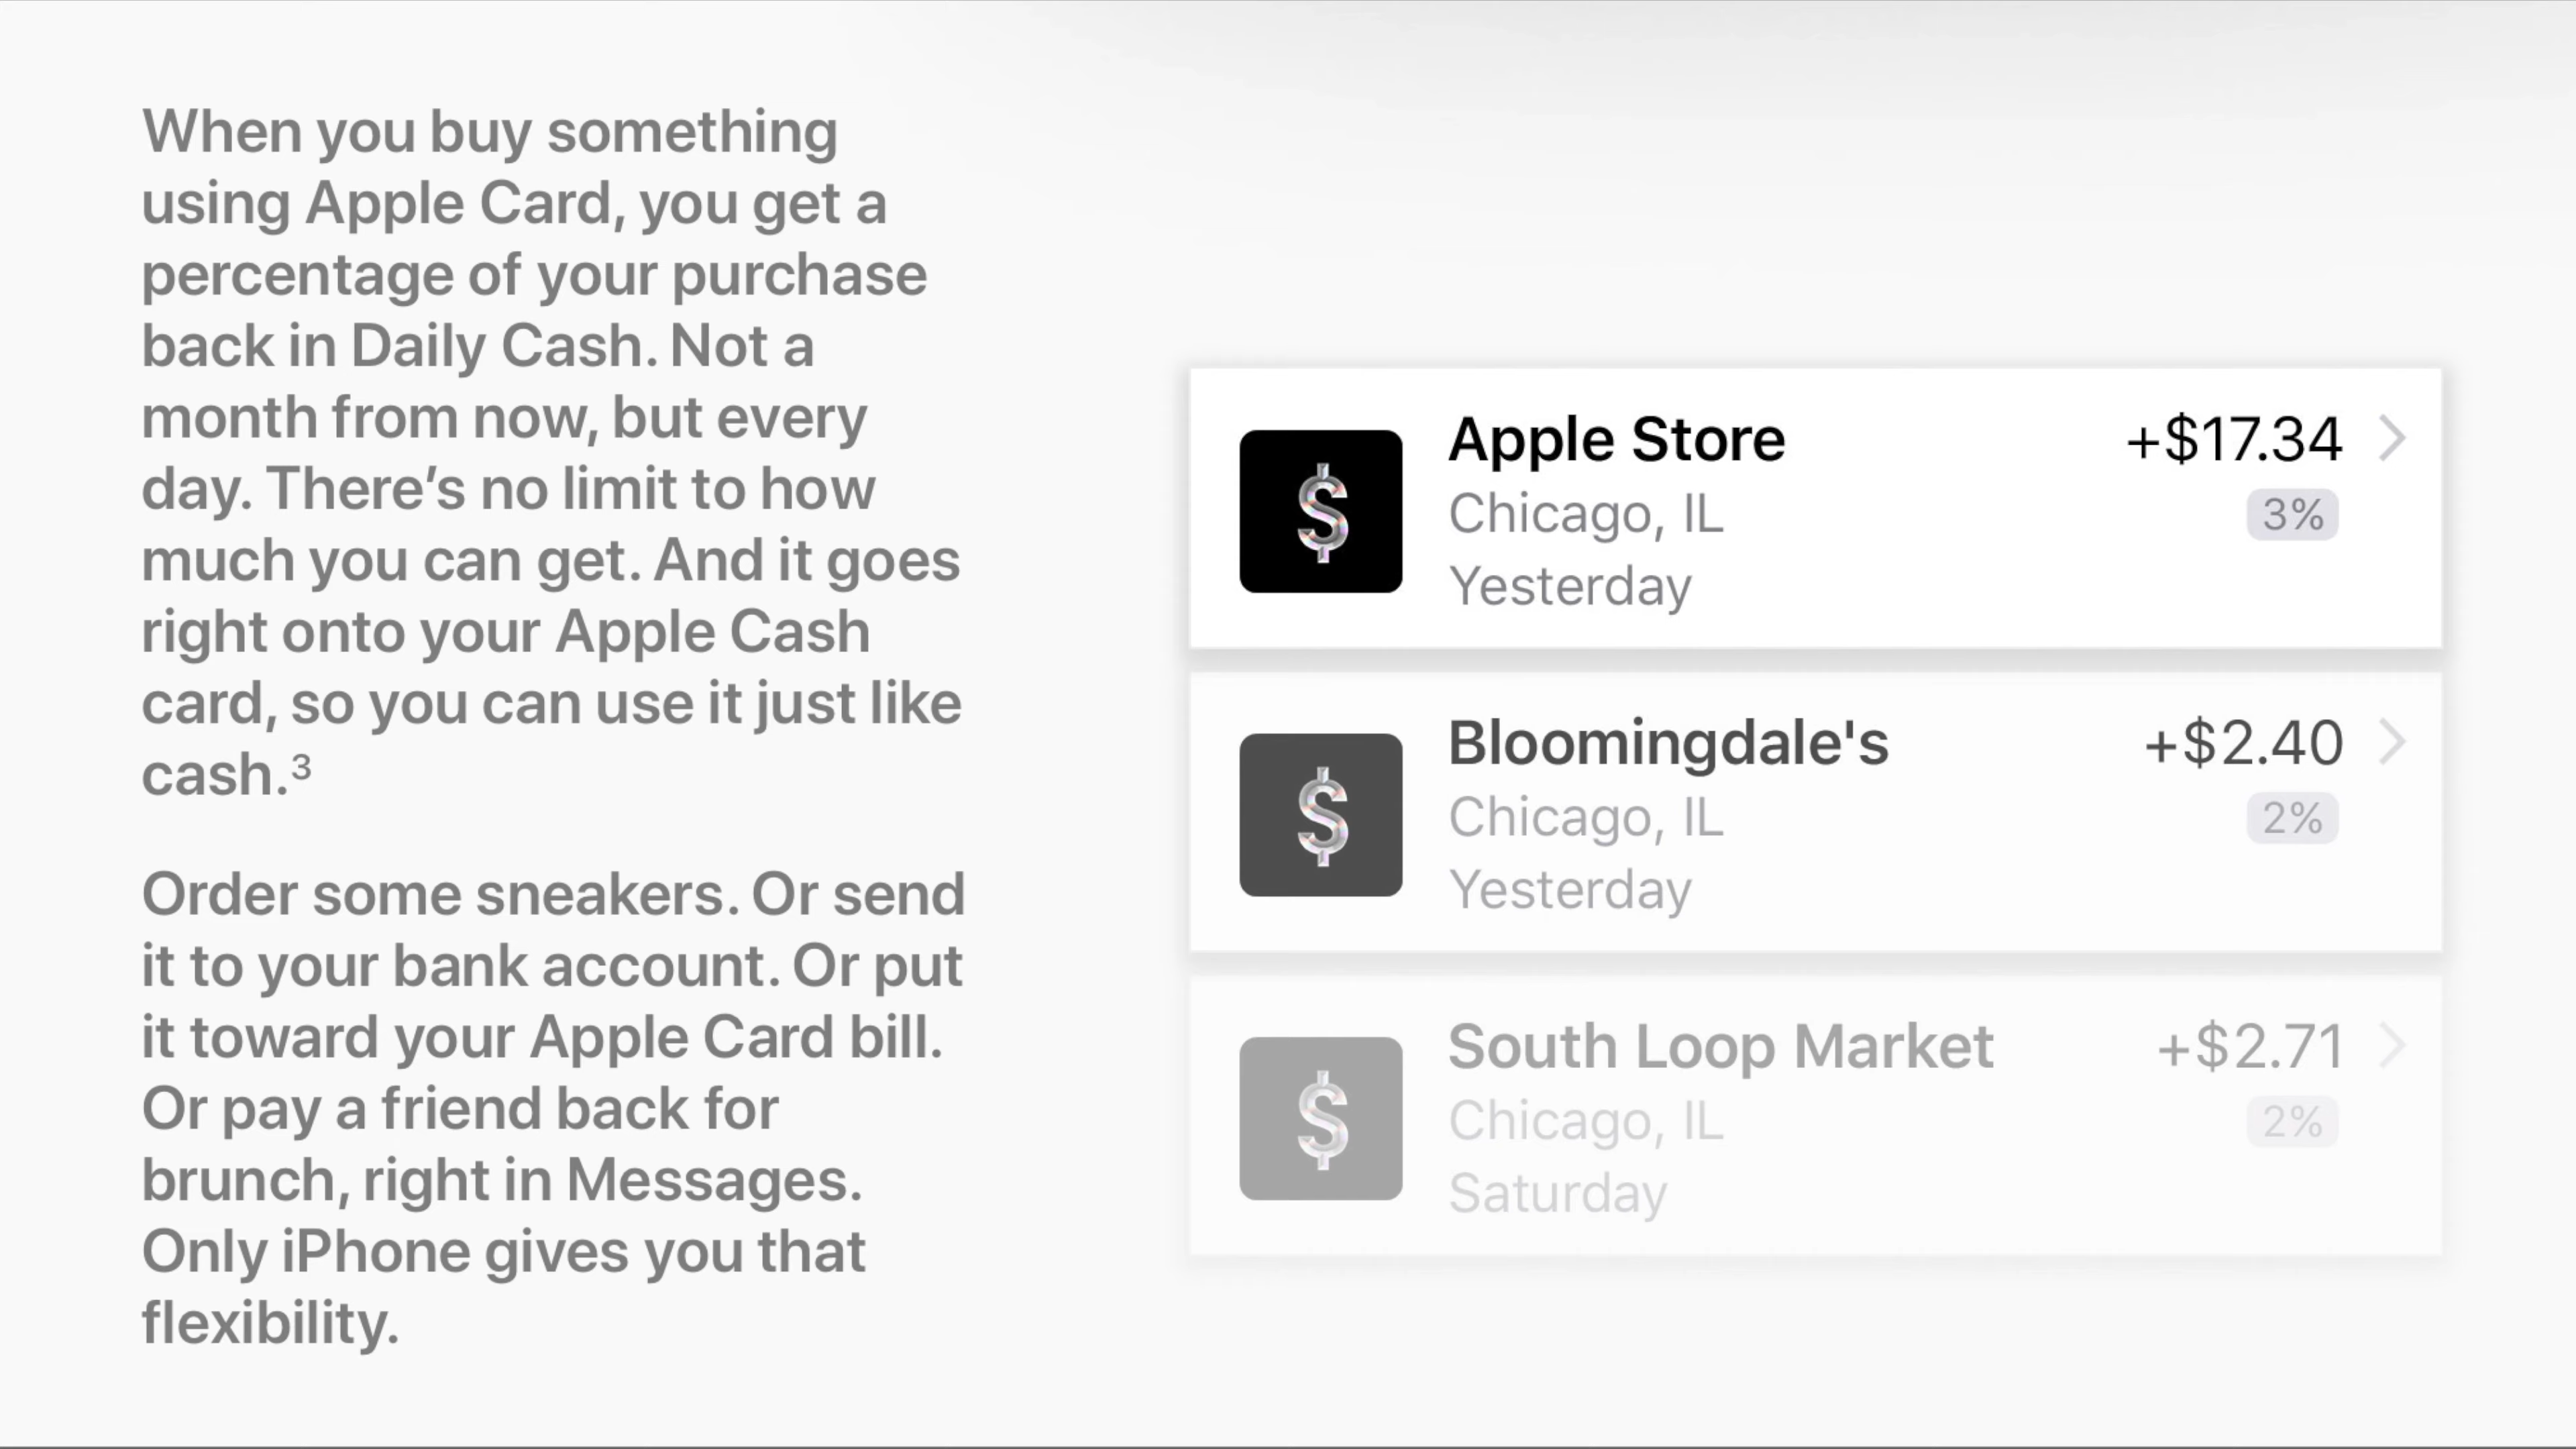 When you buy something
using Apple Card, you get a
percentage of your purchase
back in Daily Cash. Not a
month from now, but every
day. There’s no limit to how
much you can get. And it goes
right onto your Apple Cash
card, so you can use it just like
cash.³
Order some sneakers. Or send
it to your bank account. Or put
it toward your Apple Card bill.
Or pay a friend back for
brunch, right in Messages.
Only iPhone gives you that
flexibility.
$
Apple Store +$17.34
Chicago, IL 3%
Yesterday
$
Bloomingdale's +$2.40
Chicago, IL 2%
Yesterday
$
South Loop Market +$2.71
Chicago, IL 2%
Saturday